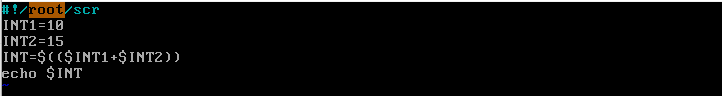 #!/root/scr
INT1=10
INT2=15
INT=$(($INT1+$INT2))
echo $INT
~